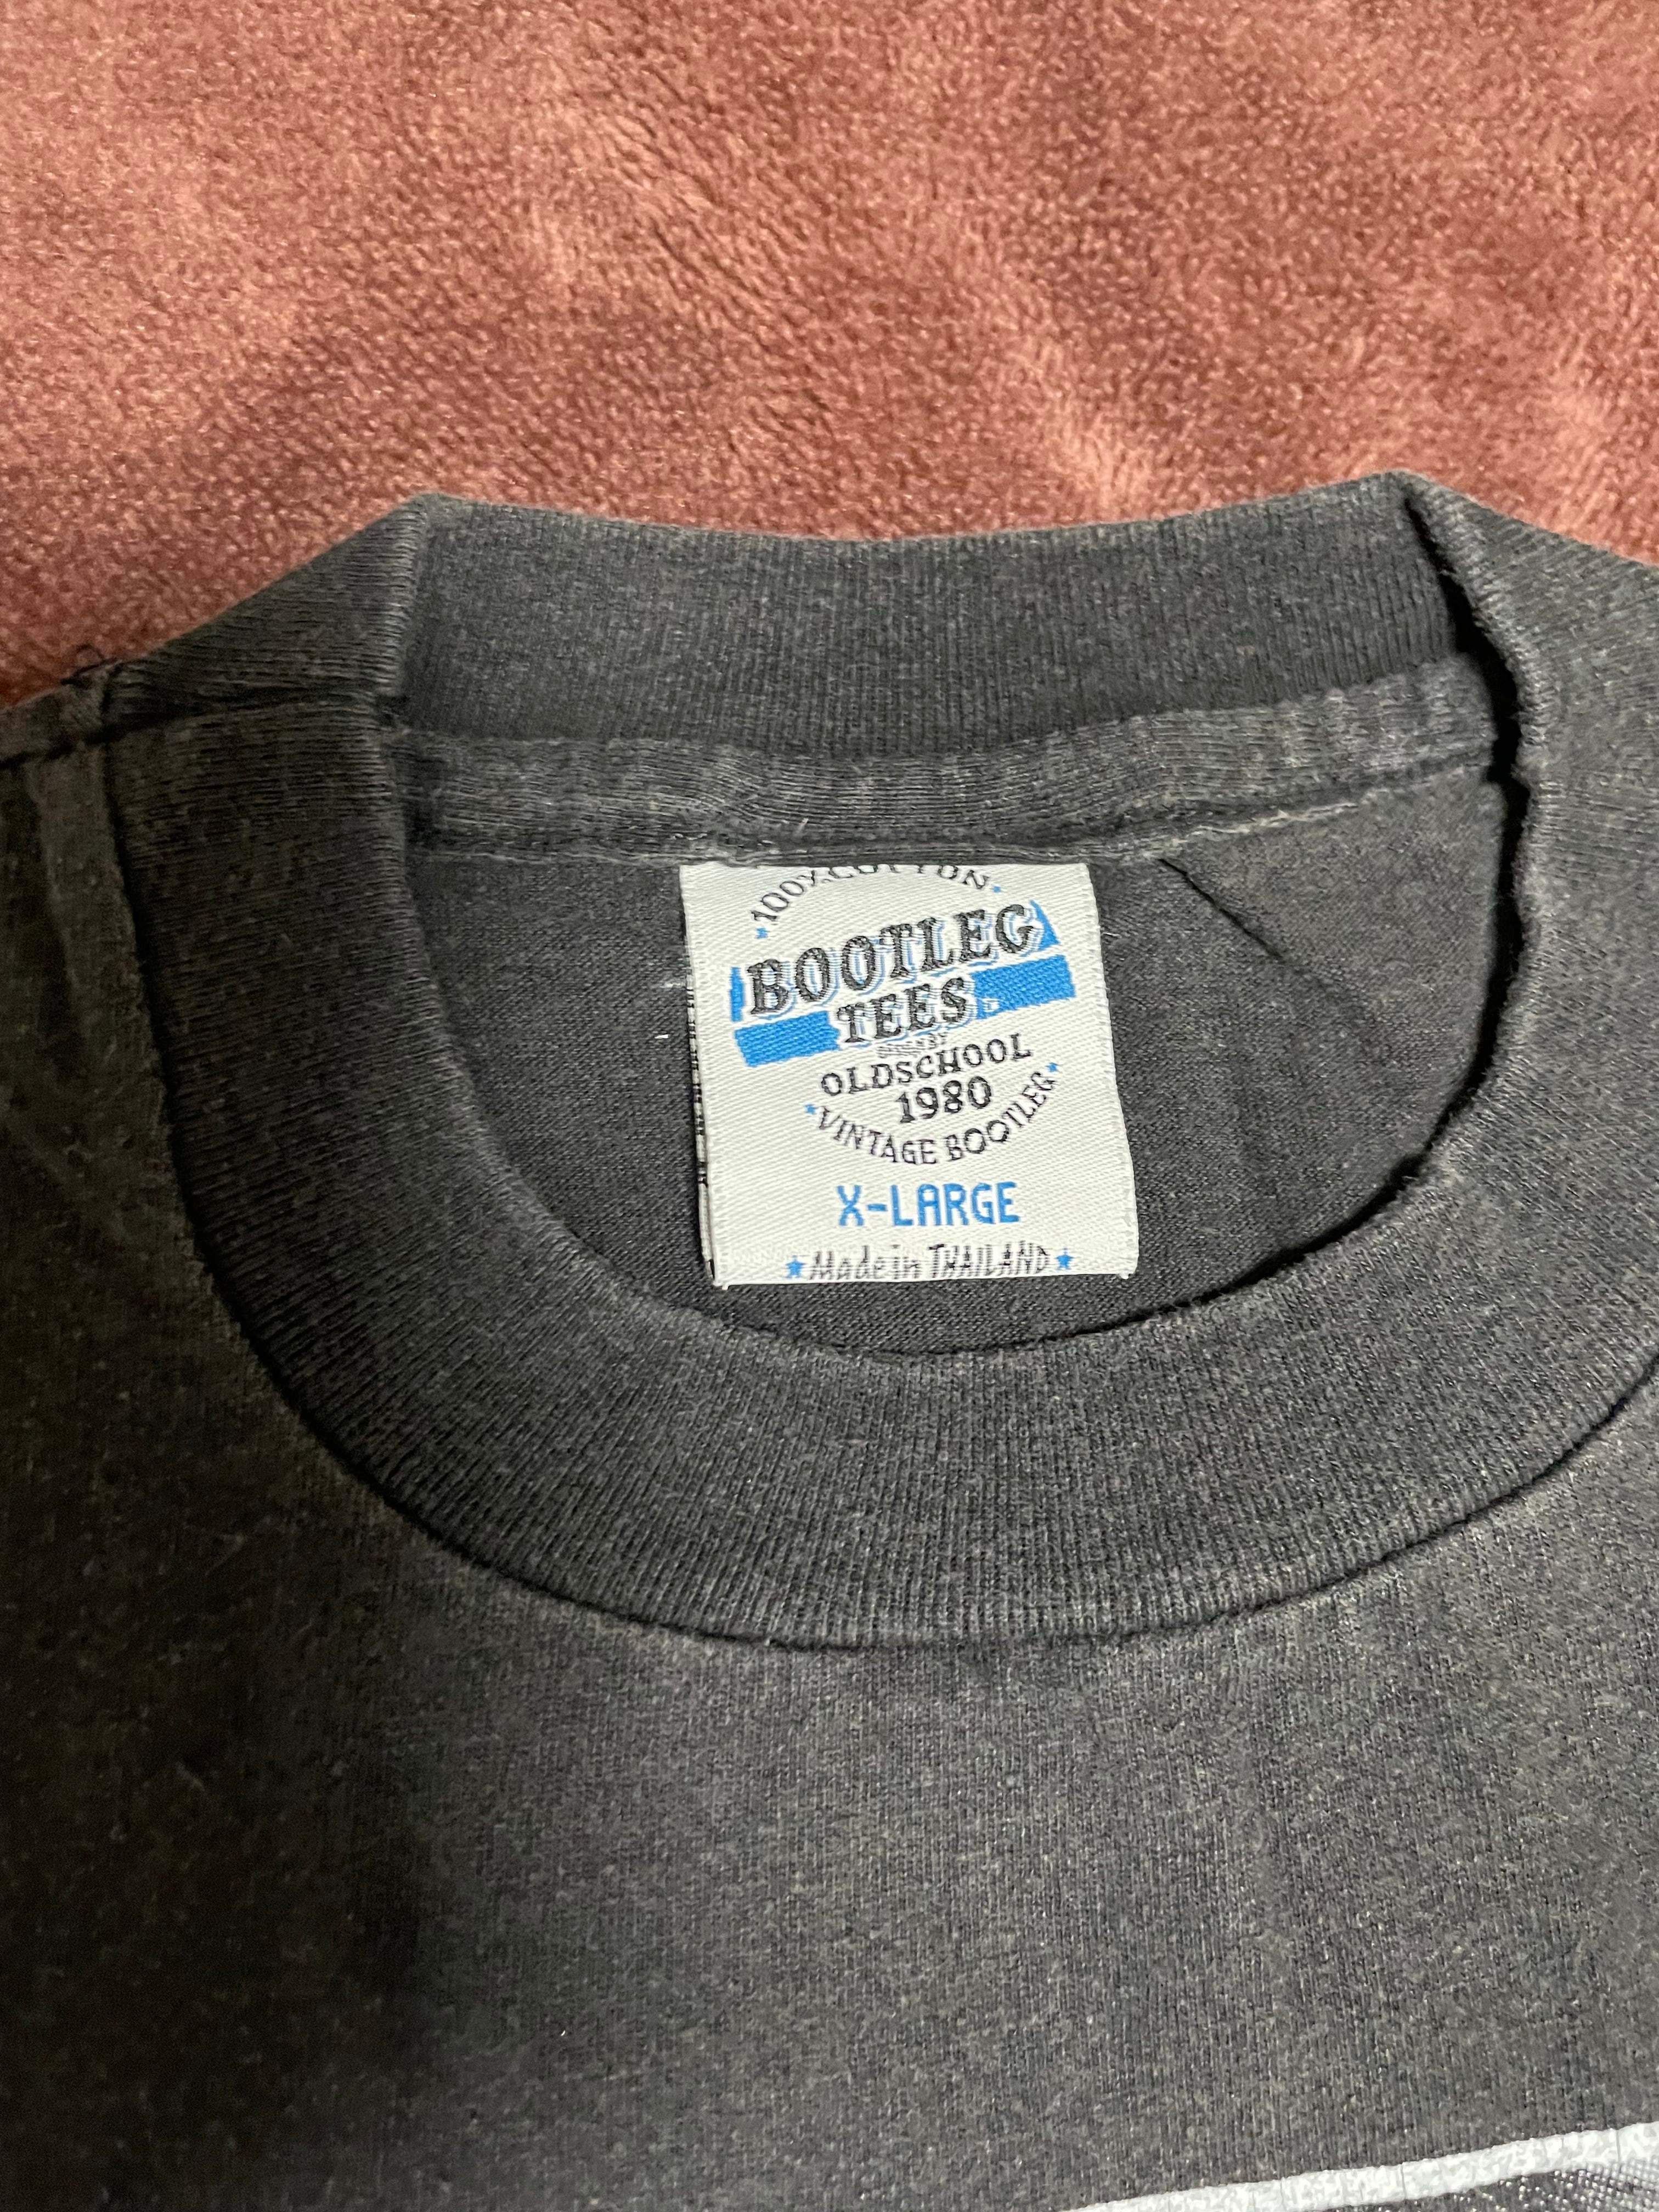 100% COTTON
BOOTLEG
TEES
OLDSCHOOL
1980
VINTAGE BOOTLEG
X-LARGE
Made in THAILAND